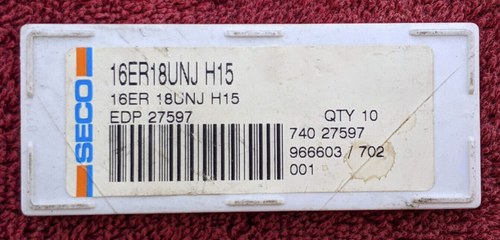 SECO
16ER18UNJ H15
16ER 18UNJ H15
EDP 27597 QTY 10
740 27597
966603 / 702
001